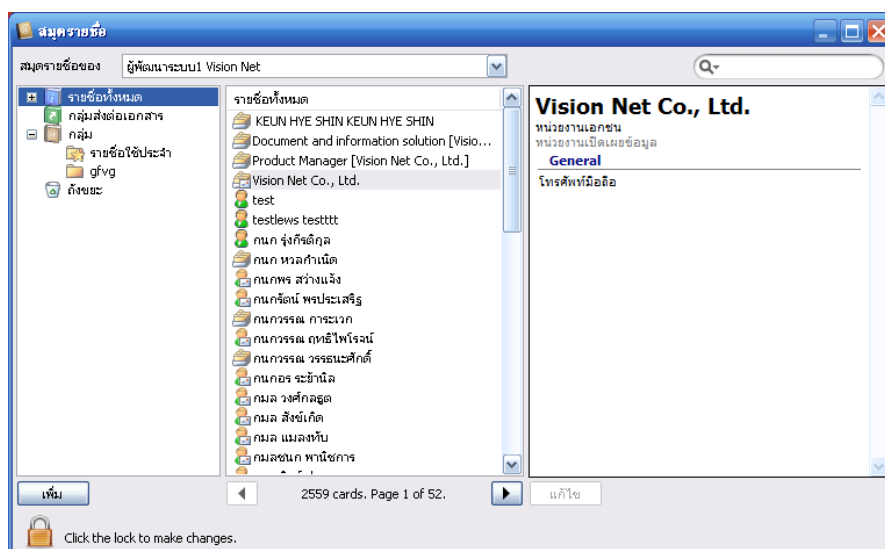 สมุดรายชื่อ
สมุดรายชื่อของ ผู้พัฒนาระบบ1 Vision Net
รายชื่อทั้งหมด
กลุ่มส่งต่อเอกสาร
กลุ่ม
รายชื่อใช้ประจำ
gfvg
ถังขยะ
รายชื่อทั้งหมด
KEUN HYE SHIN KEUN HYE SHIN
Document and information solution [Visio...
Product Manager [Vision Net Co., Ltd.]
Vision Net Co., Ltd.
test
testlews testttt
กนก รุ่งกีรติกุล
กนก หวลกำเนิด
กนกพร สว่างแจ้ง
กนกรัตน์ พรประเสริฐ
กนกวรรณ การะเวก
กนกวรรณ ฤทธิไพโรจน์
กนกวรรณ วรรธนะศักดิ์
กนกอร ระย้านิล
กมล วงศ์กลธูต
กมล สังข์เกิด
กมล แมลงทับ
กมลชนก พานิชการ
Vision Net Co., Ltd.
หน่วยงานเอกชน
หน่วยงานเปิดเผยข้อมูล
General
โทรศัพท์มือถือ
เพิ่ม
2559 cards. Page 1 of 52.
แก้ไข
Click the lock to make changes.